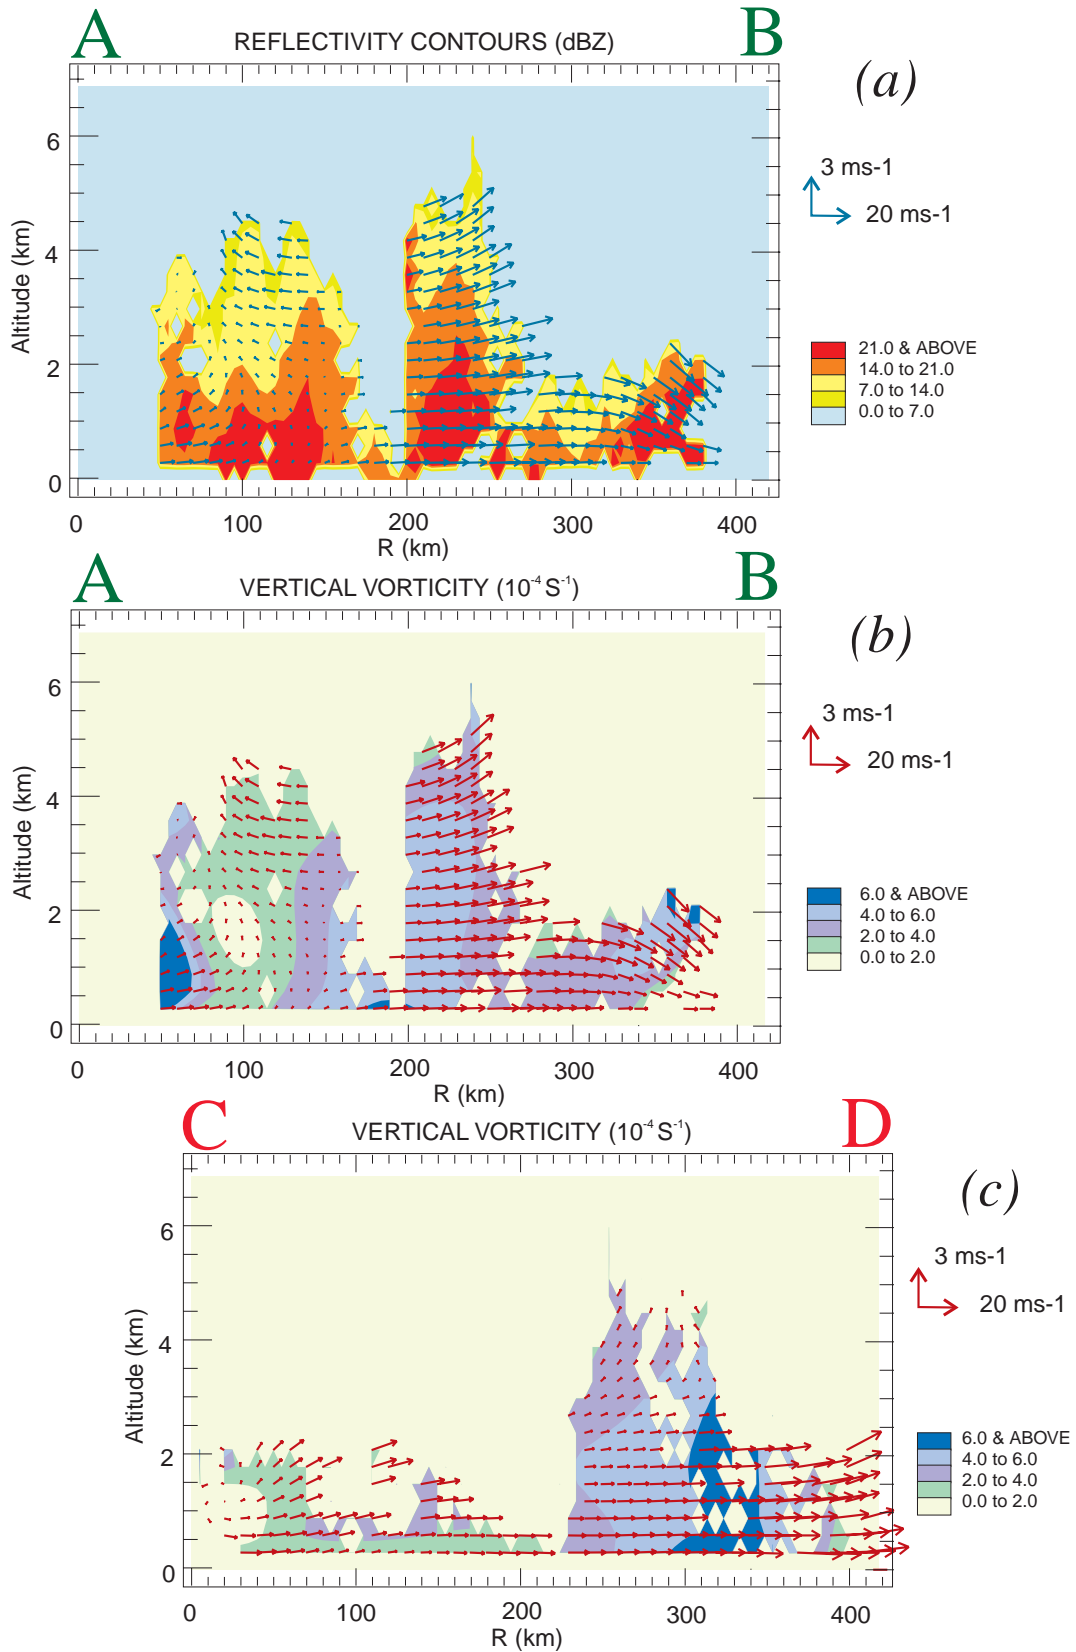 A
B
REFLECTIVITY CONTOURS (dBZ)
(a)
3 ms-1
20 ms-1
Altitude (km)
6
4
2
0
21.0 & ABOVE
14.0 to 21.0
7.0 to 14.0
0.0 to 7.0
0 100 200 300 400
R (km)
A
B
VERTICAL VORTICITY (10⁻⁴ S⁻¹)
(b)
3 ms-1
20 ms-1
Altitude (km)
6
4
2
0
6.0 & ABOVE
4.0 to 6.0
2.0 to 4.0
0.0 to 2.0
0 100 200 300 400
R (km)
C
D
VERTICAL VORTICITY (10⁻⁴ S⁻¹)
(c)
3 ms-1
20 ms-1
Altitude (km)
6
4
2
0
6.0 & ABOVE
4.0 to 6.0
2.0 to 4.0
0.0 to 2.0
0 100 200 300 400
R (km)